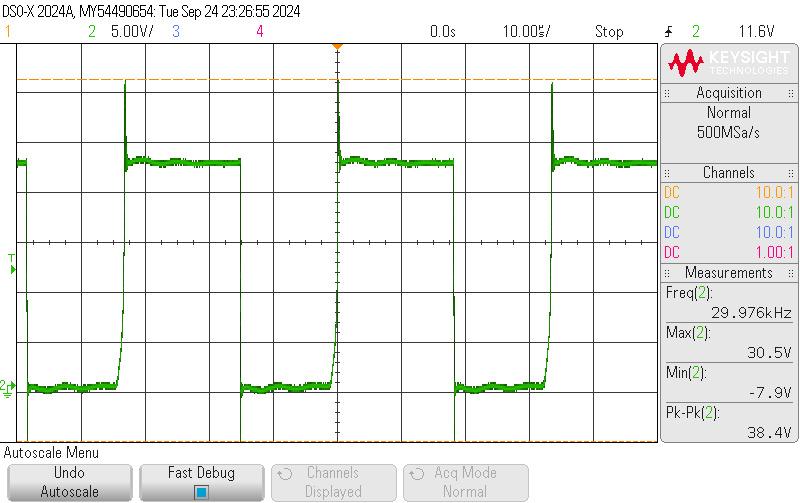 DSO-X 2024A, MY54490654: Tue Sep 24 23:26:55 2024
1 2 5.00V/ 3 4 0.0s 10.00us/ Stop 2 11.6V
KEYSIGHT
TECHNOLOGIES
Acquisition
Normal
500MSa/s
Channels
DC 10.0:1
DC 10.0:1
DC 10.0:1
DC 1.00:1
Measurements
Freq(2):
29.976kHz
Max(2):
30.5V
Min(2):
-7.9V
Pk-Pk(2):
38.4V
T
2
Autoscale Menu
Undo
Autoscale
Fast Debug
Channels
Displayed
Acq Mode
Normal